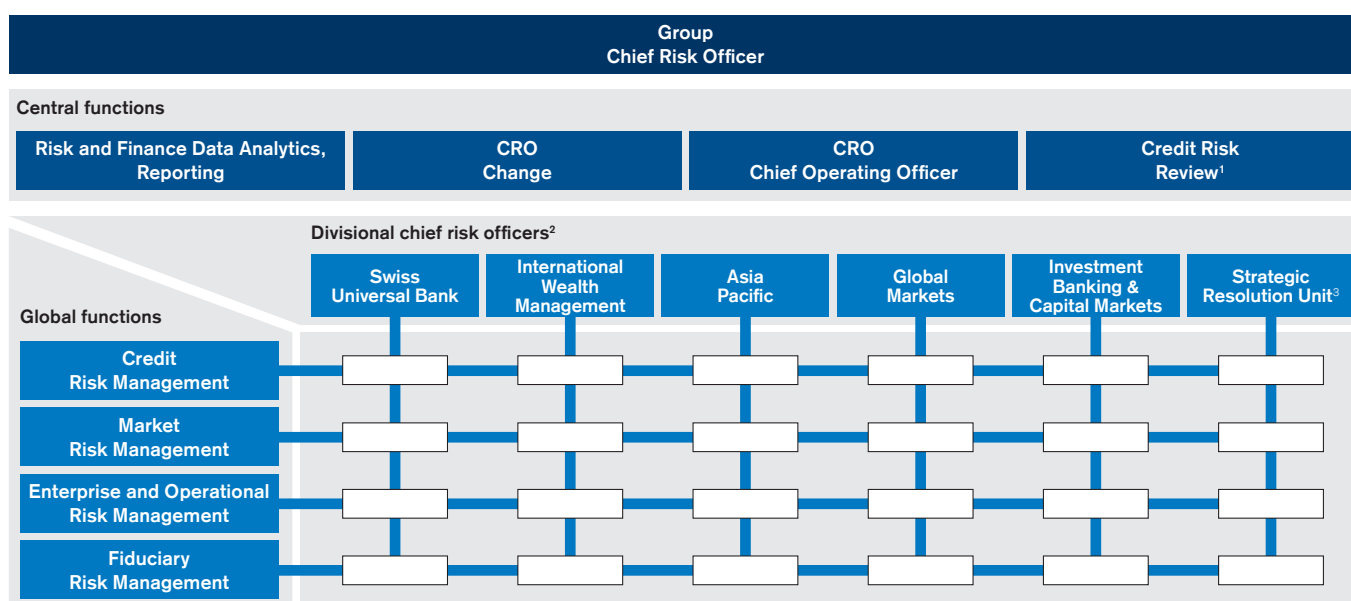 Group
Chief Risk Officer
Central functions
Risk and Finance Data Analytics,
Reporting
CRO
Change
CRO
Chief Operating Officer
Credit Risk
Review¹
Divisional chief risk officers²
Swiss
Universal Bank
International
Wealth
Management
Asia
Pacific
Global
Markets
Investment
Banking &
Capital Markets
Strategic
Resolution Unit³
Global functions
Credit
Risk Management
Market
Risk Management
Enterprise and Operational
Risk Management
Fiduciary
Risk Management